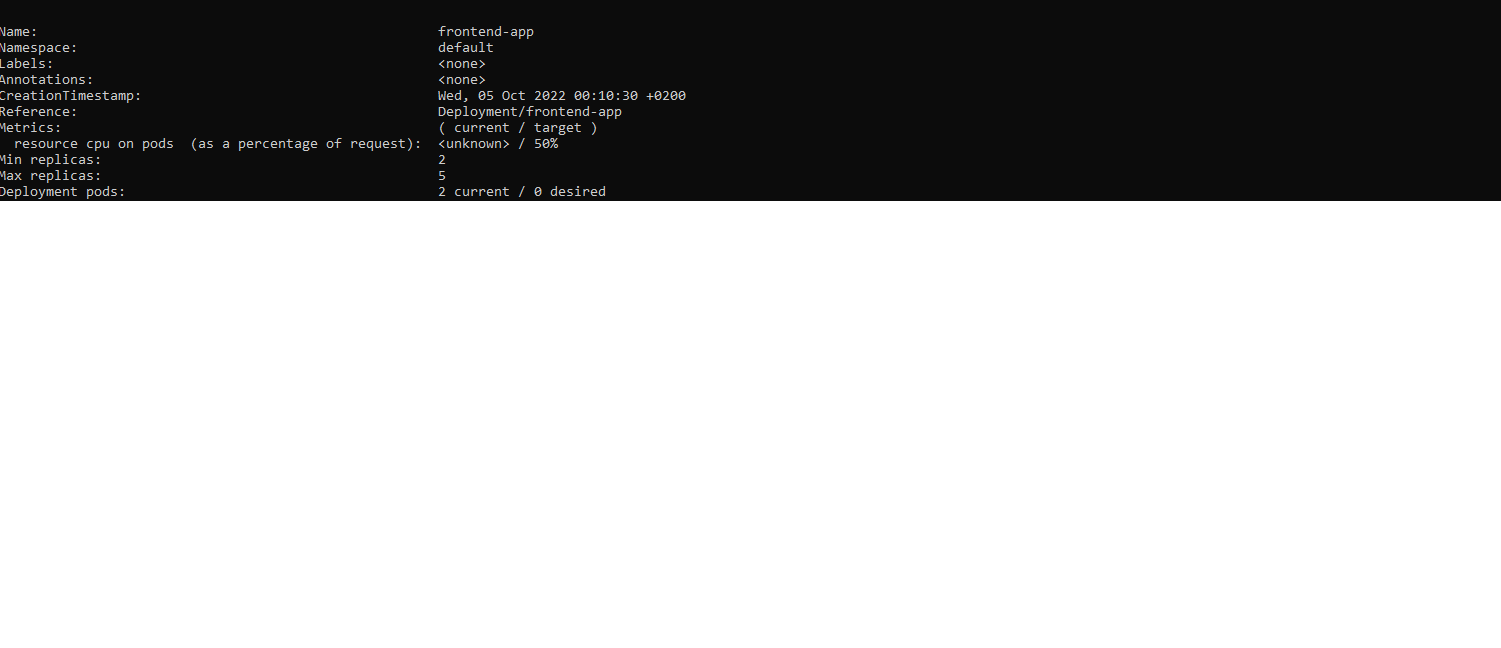 Name: frontend-app
Namespace: default
Labels: <none>
Annotations: <none>
CreationTimestamp: Wed, 05 Oct 2022 00:10:30 +0200
Reference: Deployment/frontend-app
Metrics: ( current / target )
resource cpu on pods (as a percentage of request): <unknown> / 50%
Min replicas: 2
Max replicas: 5
Deployment pods: 2 current / 0 desired